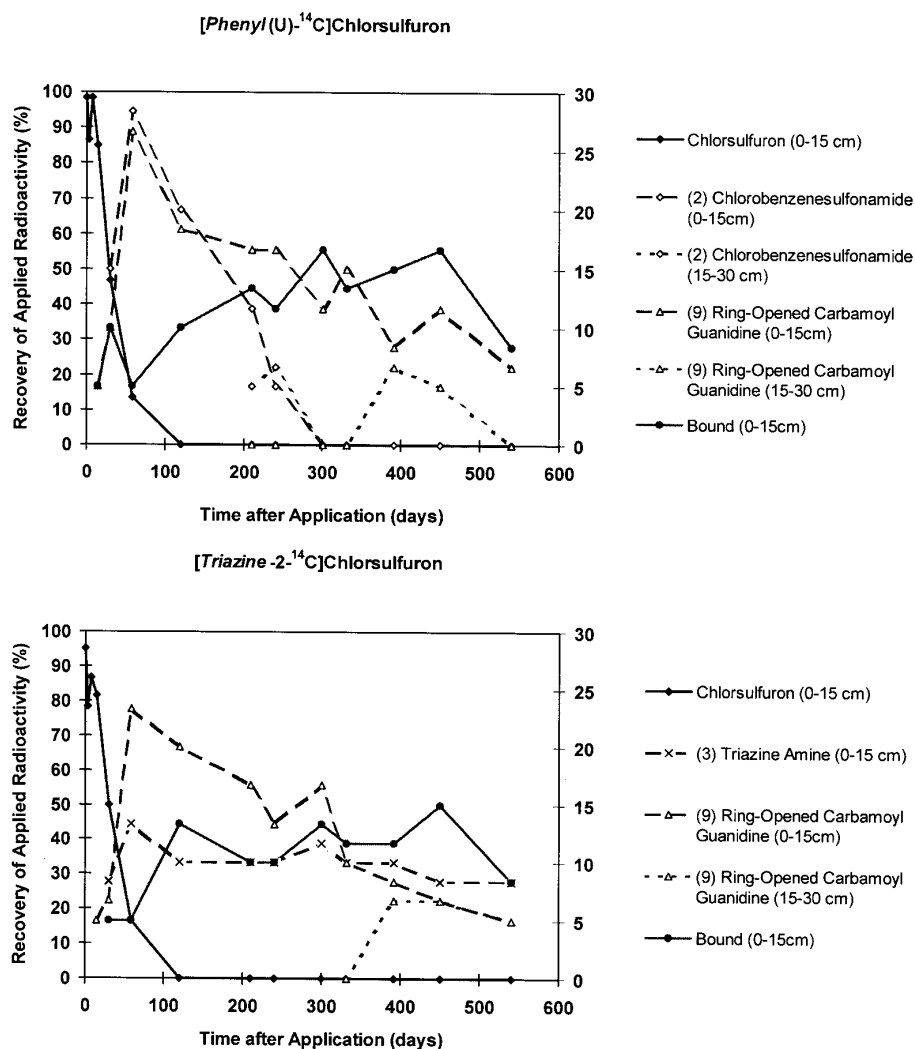 [Phenyl(U)-14C]Chlorsulfuron
Recovery of Applied Radioactivity (%)
100
90
80
70
60
50
40
30
20
10
0
30
25
20
15
10
5
0
0 100 200 300 400 500 600
Time after Application (days)
Chlorsulfuron (0-15 cm)
(2) Chlorobenzenesulfonamide
(0-15cm)
(2) Chlorobenzenesulfonamide
(15-30 cm)
(9) Ring-Opened Carbamoyl
Guanidine (0-15cm)
(9) Ring-Opened Carbamoyl
Guanidine (15-30 cm)
Bound (0-15cm)
[Triazine -2-14C]Chlorsulfuron
Recovery of Applied Radioactivity (%)
100
90
80
70
60
50
40
30
20
10
0
30
25
20
15
10
5
0
0 100 200 300 400 500 600
Time after Application (days)
Chlorsulfuron (0-15 cm)
(3) Triazine Amine (0-15 cm)
(9) Ring-Opened Carbamoyl
Guanidine (0-15cm)
(9) Ring-Opened Carbamoyl
Guanidine (15-30 cm)
Bound (0-15cm)